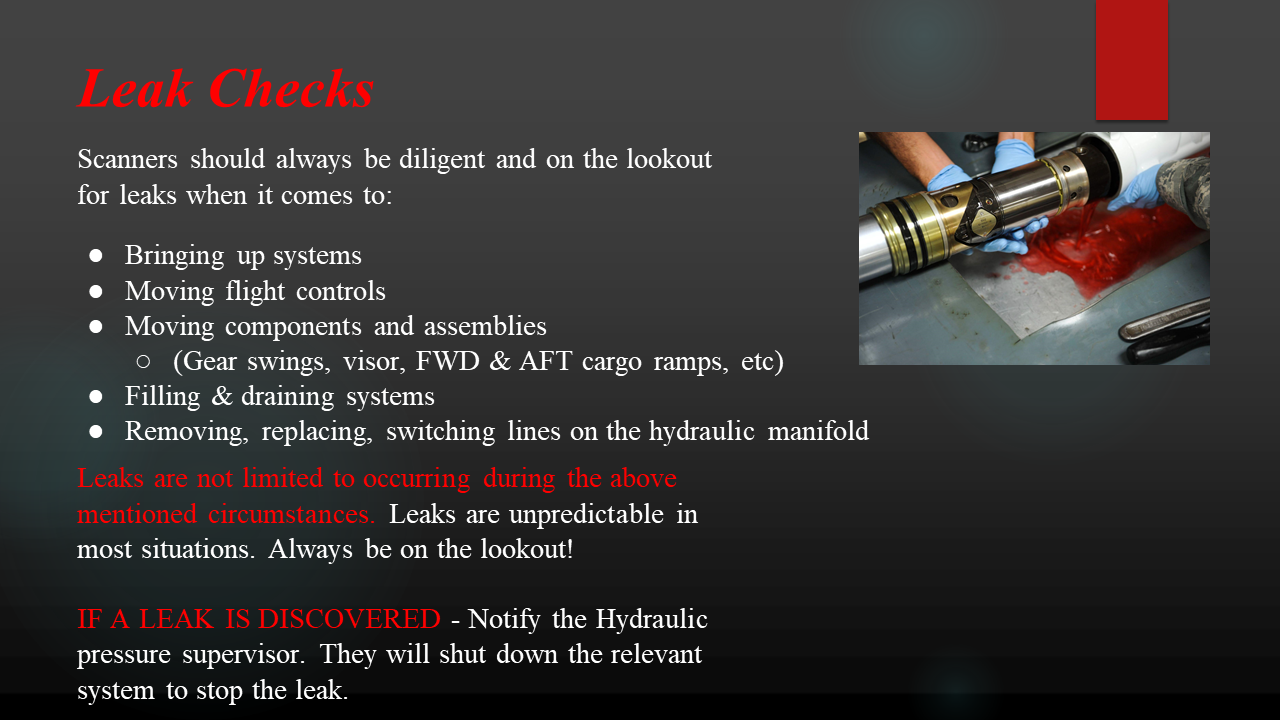 Leak Checks
Scanners should always be diligent and on the lookout
for leaks when it comes to:
● Bringing up systems
● Moving flight controls
● Moving components and assemblies
○ (Gear swings, visor, FWD & AFT cargo ramps, etc)
● Filling & draining systems
● Removing, replacing, switching lines on the hydraulic manifold
Leaks are not limited to occurring during the above
mentioned circumstances. Leaks are unpredictable in
most situations. Always be on the lookout!
IF A LEAK IS DISCOVERED - Notify the Hydraulic
pressure supervisor. They will shut down the relevant
system to stop the leak.